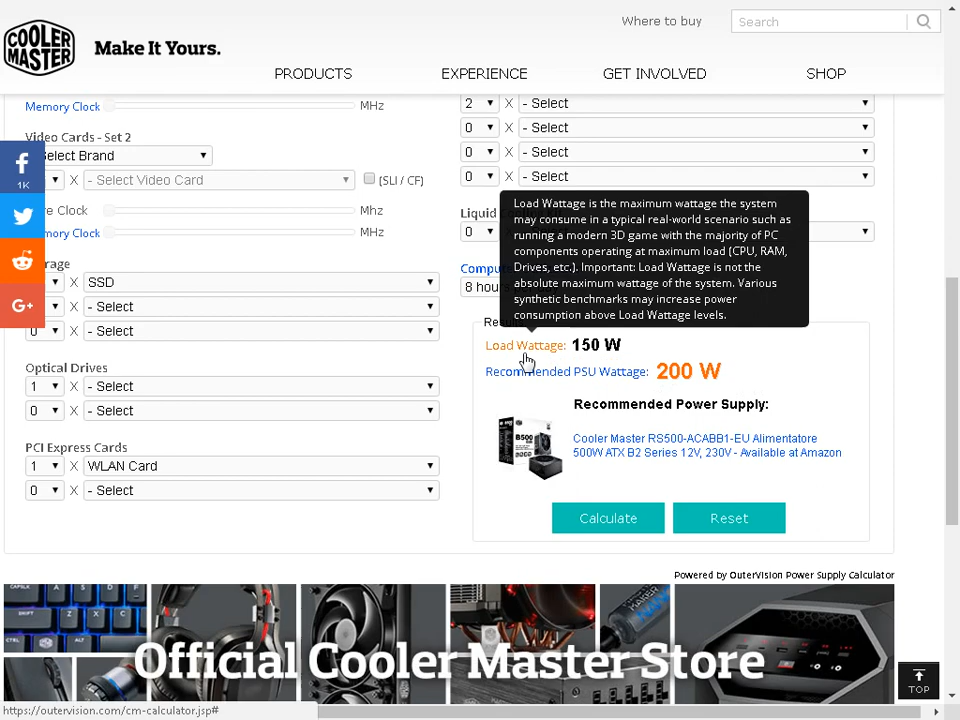 COOLER
MASTER
Make It Yours.
Where to buy
Search
PRODUCTS
EXPERIENCE
GET INVOLVED
SHOP
Memory Clock
MHz
Video Cards - Set 2
elect Brand
X
- Select Video Card
(SLI / CF)
re Clock
Mhz
emory Clock
MHz
rage
X
SSD
X
- Select
0
X
- Select
Optical Drives
1
X
- Select
0
X
- Select
PCI Express Cards
1
X
WLAN Card
0
X
- Select
1K
G+
2
X
- Select
0
X
- Select
0
X
- Select
0
X
- Select
Liquid
0
Comput
8 hou
Load Wattage is the maximum wattage the system
may consume in a typical real-world scenario such as
running a modern 3D game with the majority of PC
components operating at maximum load (CPU, RAM,
Drives, etc.). Important: Load Wattage is not the
absolute maximum wattage of the system. Various
synthetic benchmarks may increase power
consumption above Load Wattage levels.
Load Wattage: 150 W
Recommended PSU Wattage: 200 W
Recommended Power Supply:
B500
Cooler Master RS500-ACABB1-EU Alimentatore
500W ATX B2 Series 12V, 230V - Available at Amazon
Calculate
Reset
Powered by OuterVision Power Supply Calculator
Official Cooler Master Store
TOP
https://outervision.com/cm-calculator.jsp#